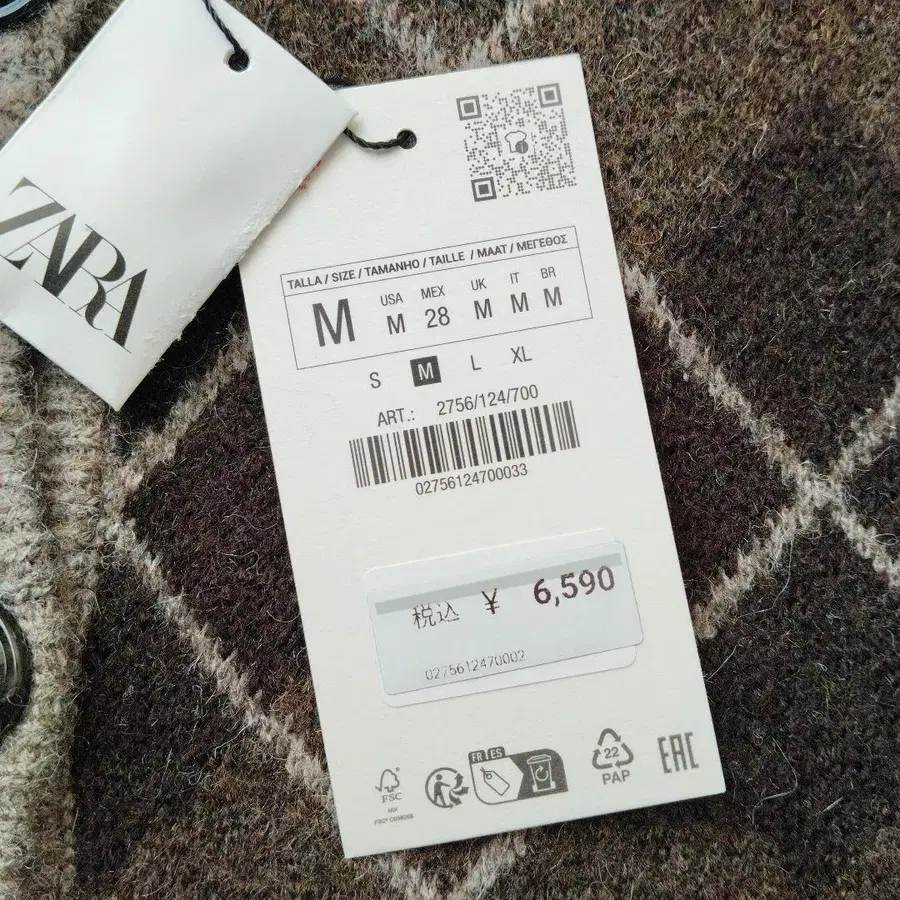 ZARA
TALLA / SIZE / TAMANHO / TAILLE / MAAT / ΜΕΓΕΘΟΣ
M USA MEX UK IT BR
M 28 M M M
S M L XL
ART.: 2756/124/700
02756124700033
税込 ¥ 6,590
0275612470002
FR ES
FSC
MIX
22
PAP
EAC